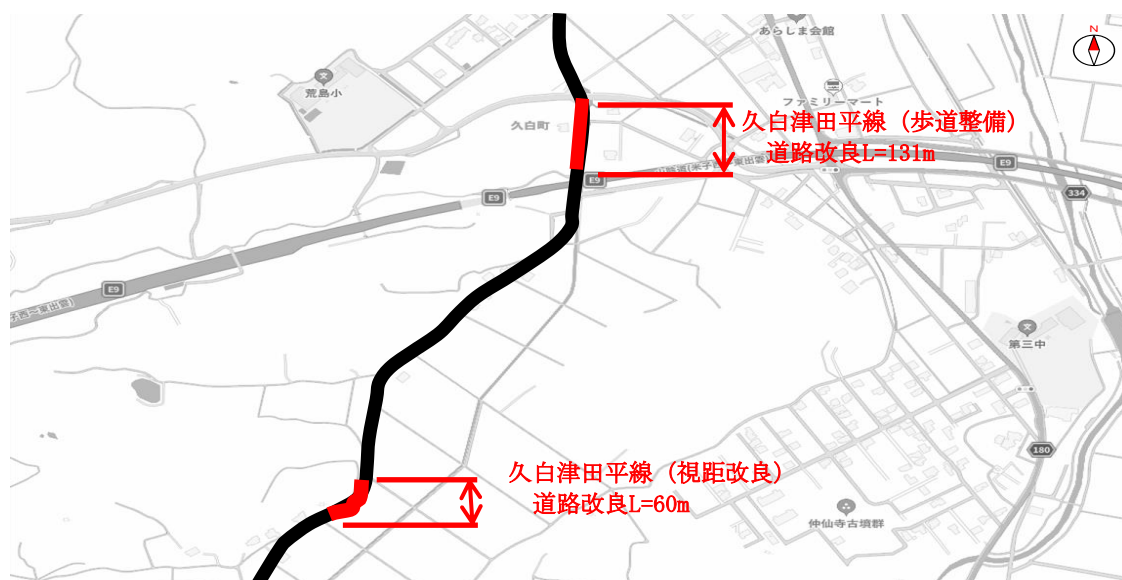 N
あらしま会館
荒島小
ファミリーマート
久白町
久白津田平線（歩道整備）
道路改良L=131m
E9
E9
334
E9
E9
第三中
180
久白津田平線（視距改良）
道路改良L=60m
仲仙寺古墳群